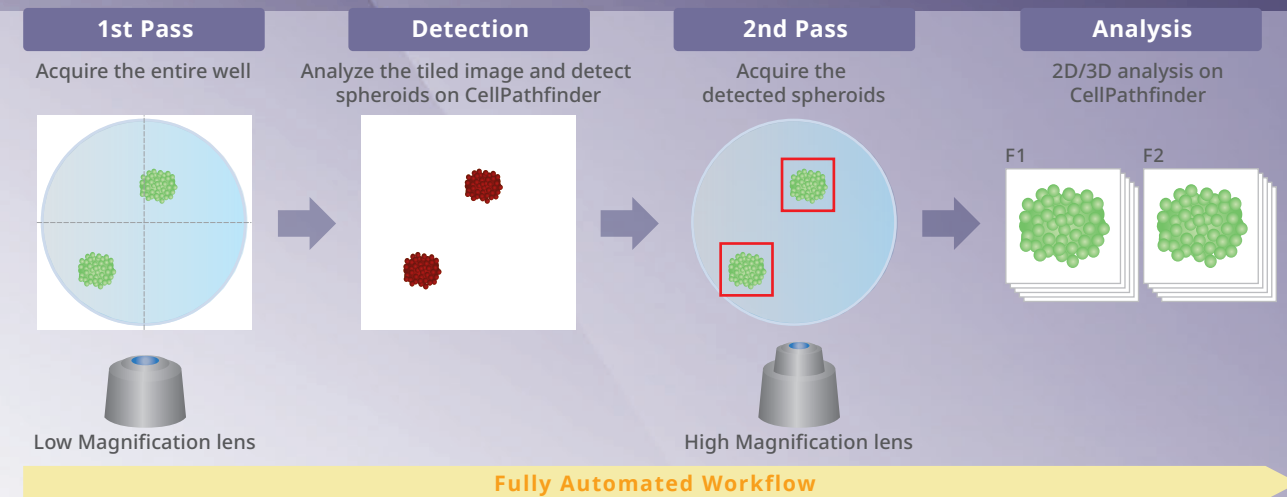 1st Pass
Acquire the entire well
Low Magnification lens
Detection
Analyze the tiled image and detect
spheroids on CellPathfinder
2nd Pass
Acquire the
detected spheroids
High Magnification lens
Analysis
2D/3D analysis on
CellPathfinder
F1
F2
Fully Automated Workflow